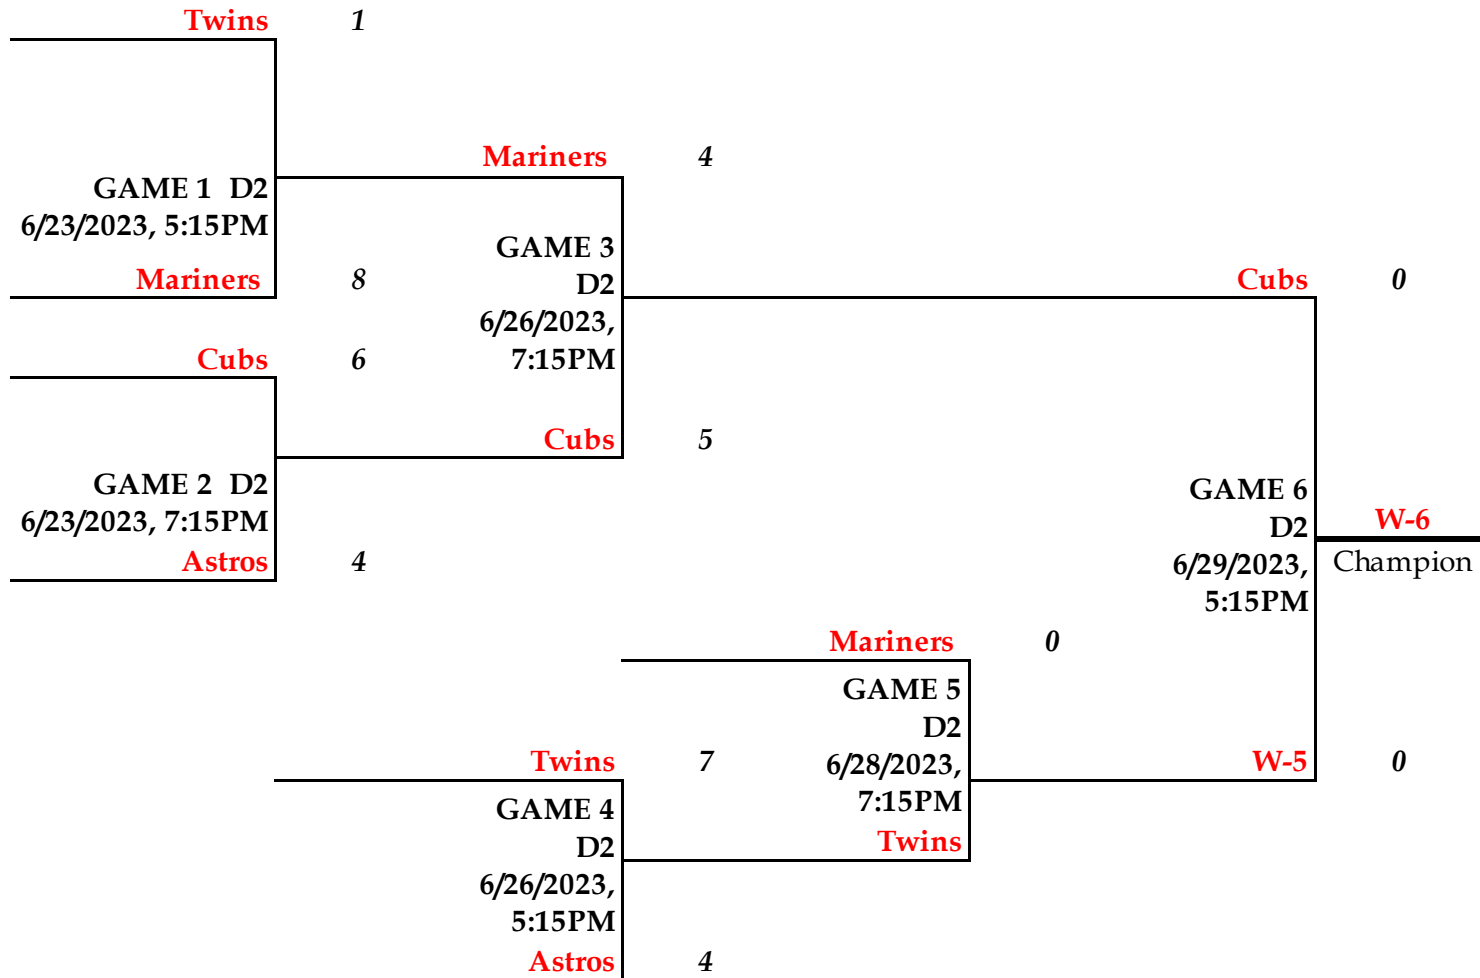 Twins 1
Mariners 4
GAME 1 D2
6/23/2023, 5:15PM
Mariners 8
GAME 3
D2
6/26/2023,
7:15PM
Cubs 0
Cubs 6
Cubs 5
GAME 2 D2
6/23/2023, 7:15PM
Astros 4
GAME 6
D2
6/29/2023,
5:15PM
W-6
Champion
Mariners 0
GAME 5
D2
6/28/2023,
7:15PM
Twins
W-5 0
Twins 7
GAME 4
D2
6/26/2023,
5:15PM
Astros 4